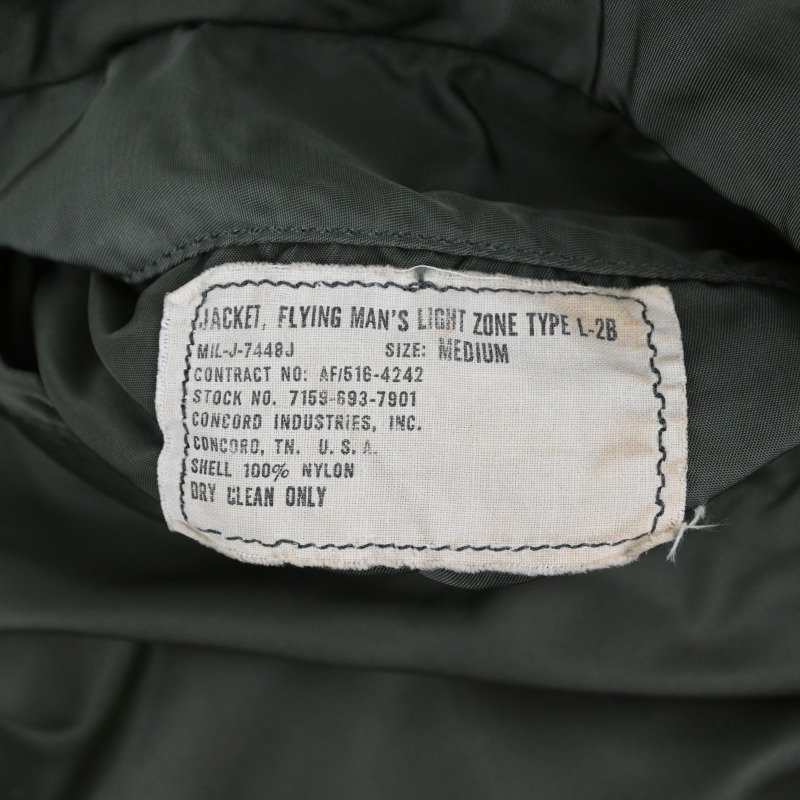 JACKET, FLYING MAN'S LIGHT ZONE TYPE L-2B
MIL-J-7448J SIZE: MEDIUM
CONTRACT NO: AF/516-4242
STOCK NO. 7159-693-7901
CONCORD INDUSTRIES, INC.
CONCORD, TN. U.S.A.
SHELL 100% NYLON
DRY CLEAN ONLY